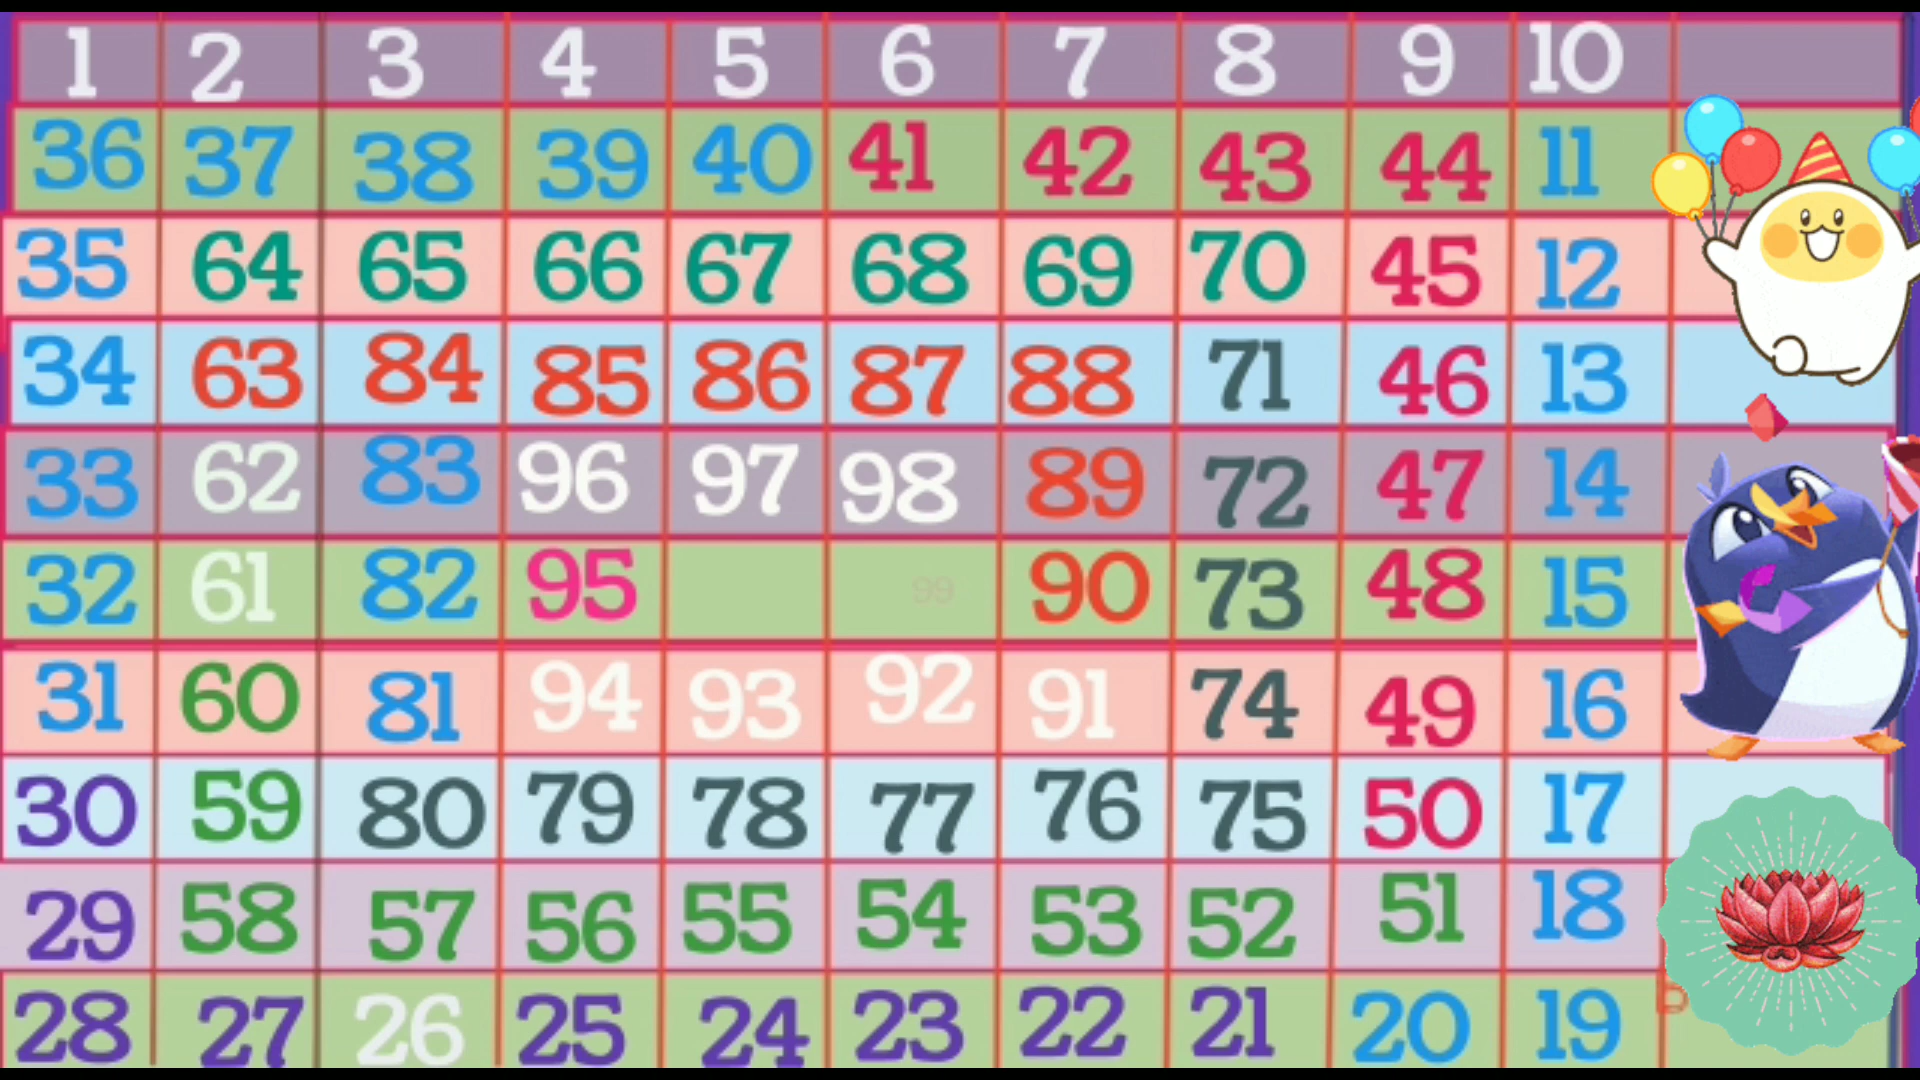 1 2 3 4 5 6 7 8 9 10
36 37 38 39 40 41 42 43 44 11
35 64 65 66 67 68 69 70 45 12
34 63 84 85 86 87 88 71 46 13
33 62 83 96 97 98 89 72 47 14
32 61 82 95 99 90 73 48 15
31 60 81 94 93 92 91 74 49 16
30 59 80 79 78 77 76 75 50 17
29 58 57 56 55 54 53 52 51 18
28 27 26 25 24 23 22 21 20 19